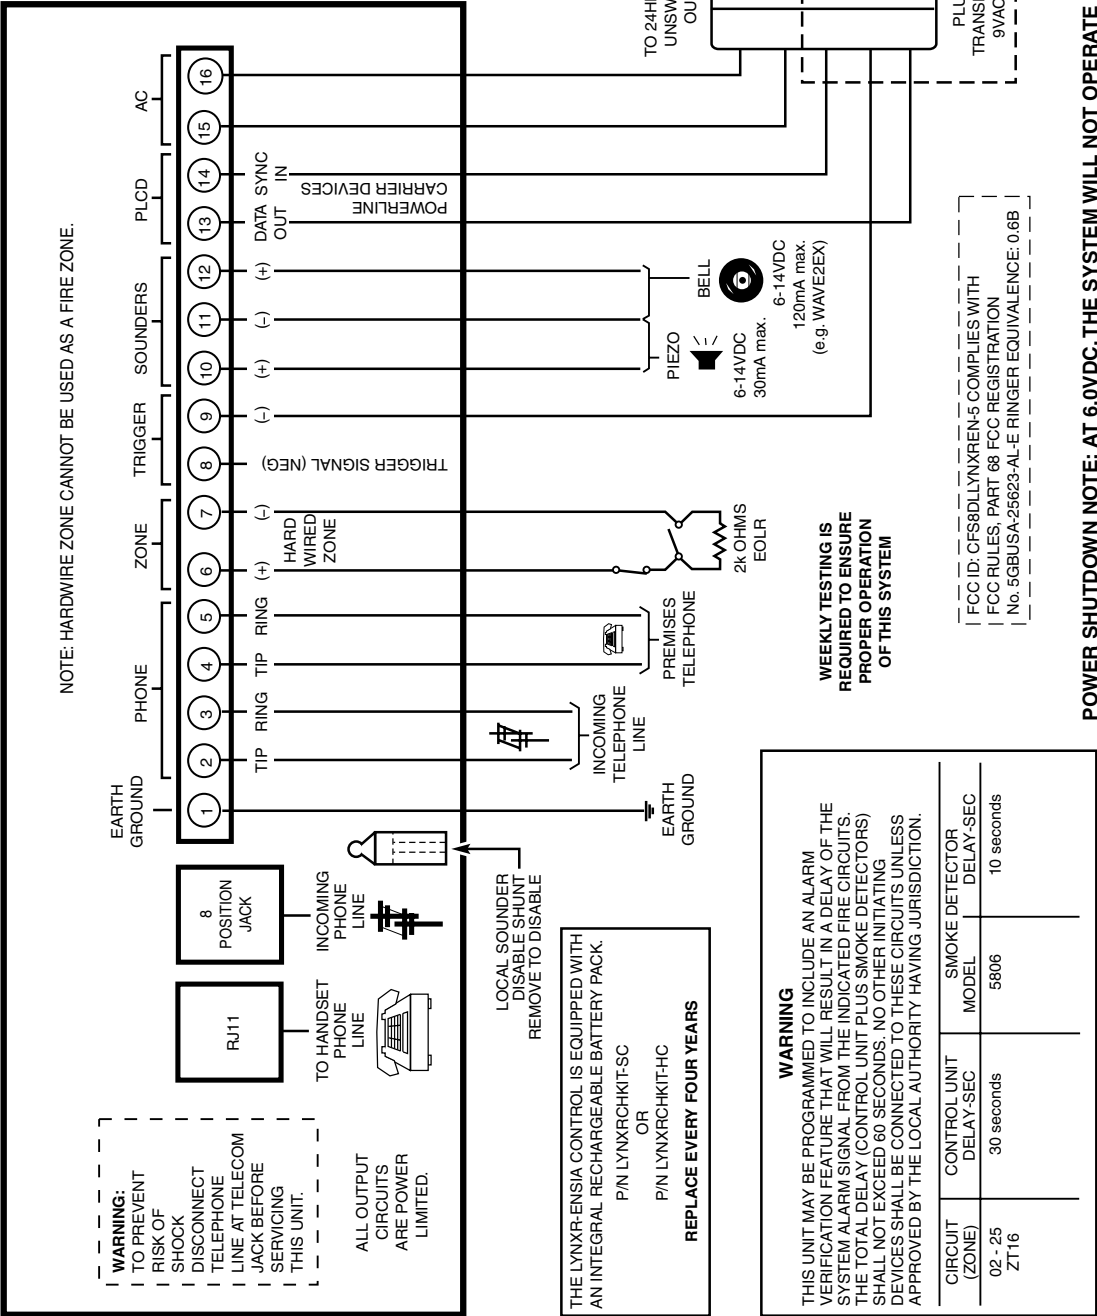 NOTE: HARDWIRE ZONE CANNOT BE USED AS A FIRE ZONE.
EARTH
GROUND
PHONE
ZONE
TRIGGER
SOUNDERS
PLCD
AC
1
2
3
4
5
6
7
8
9
10
11
12
13
14
15
16
TIP
RING
TIP
RING
(+)
(–)
HARD
WIRED
ZONE
TRIGGER SIGNAL (NEG)
(–)
(+)
(–)
(+)
DATA
OUT
SYNC
IN
POWERLINE
CARRIER DEVICES
RJ11
8
POSITION
JACK
TO HANDSET
PHONE
LINE
INCOMING
PHONE
LINE
WARNING:
TO PREVENT
RISK OF
SHOCK
DISCONNECT
TELEPHONE
LINE AT TELECOM
JACK BEFORE
SERVICING
THIS UNIT.
ALL OUTPUT
CIRCUITS
ARE POWER
LIMITED.
LOCAL SOUNDER
DISABLE SHUNT
REMOVE TO DISABLE
EARTH
GROUND
INCOMING
TELEPHONE
LINE
PREMISES
TELEPHONE
2k OHMS
EOLR
PIEZO
6-14VDC
30mA max.
BELL
6-14VDC
120mA max.
(e.g. WAVE2EX)
TO 24H
UNSW
OU
PLU
TRANS
9VAC
THE LYNXR-ENSIA CONTROL IS EQUIPPED WITH
AN INTEGRAL RECHARGEABLE BATTERY PACK.
P/N LYNXRCHKIT-SC
OR
P/N LYNXRCHKIT-HC
REPLACE EVERY FOUR YEARS
WEEKLY TESTING IS
REQUIRED TO ENSURE
PROPER OPERATION
OF THIS SYSTEM
FCC ID: CFS8DLLYNXREN-5 COMPLIES WITH
FCC RULES, PART 68 FCC REGISTRATION
No. 5GBUSA-25623-AL-E RINGER EQUIVALENCE: 0.6B
WARNING
THIS UNIT MAY BE PROGRAMMED TO INCLUDE AN ALARM
VERIFICATION FEATURE THAT WILL RESULT IN A DELAY OF THE
SYSTEM ALARM SIGNAL FROM THE INDICATED FIRE CIRCUITS.
THE TOTAL DELAY (CONTROL UNIT PLUS SMOKE DETECTORS)
SHALL NOT EXCEED 60 SECONDS. NO OTHER INITIATING
DEVICES SHALL BE CONNECTED TO THESE CIRCUITS UNLESS
APPROVED BY THE LOCAL AUTHORITY HAVING JURISDICTION.
CIRCUIT
(ZONE)
CONTROL UNIT
DELAY-SEC
SMOKE DETECTOR
MODEL DELAY-SEC
02 - 25
ZT16
30 seconds
5806
10 seconds
POWER SHUTDOWN NOTE: AT 6.0VDC, THE SYSTEM WILL NOT OPERATE